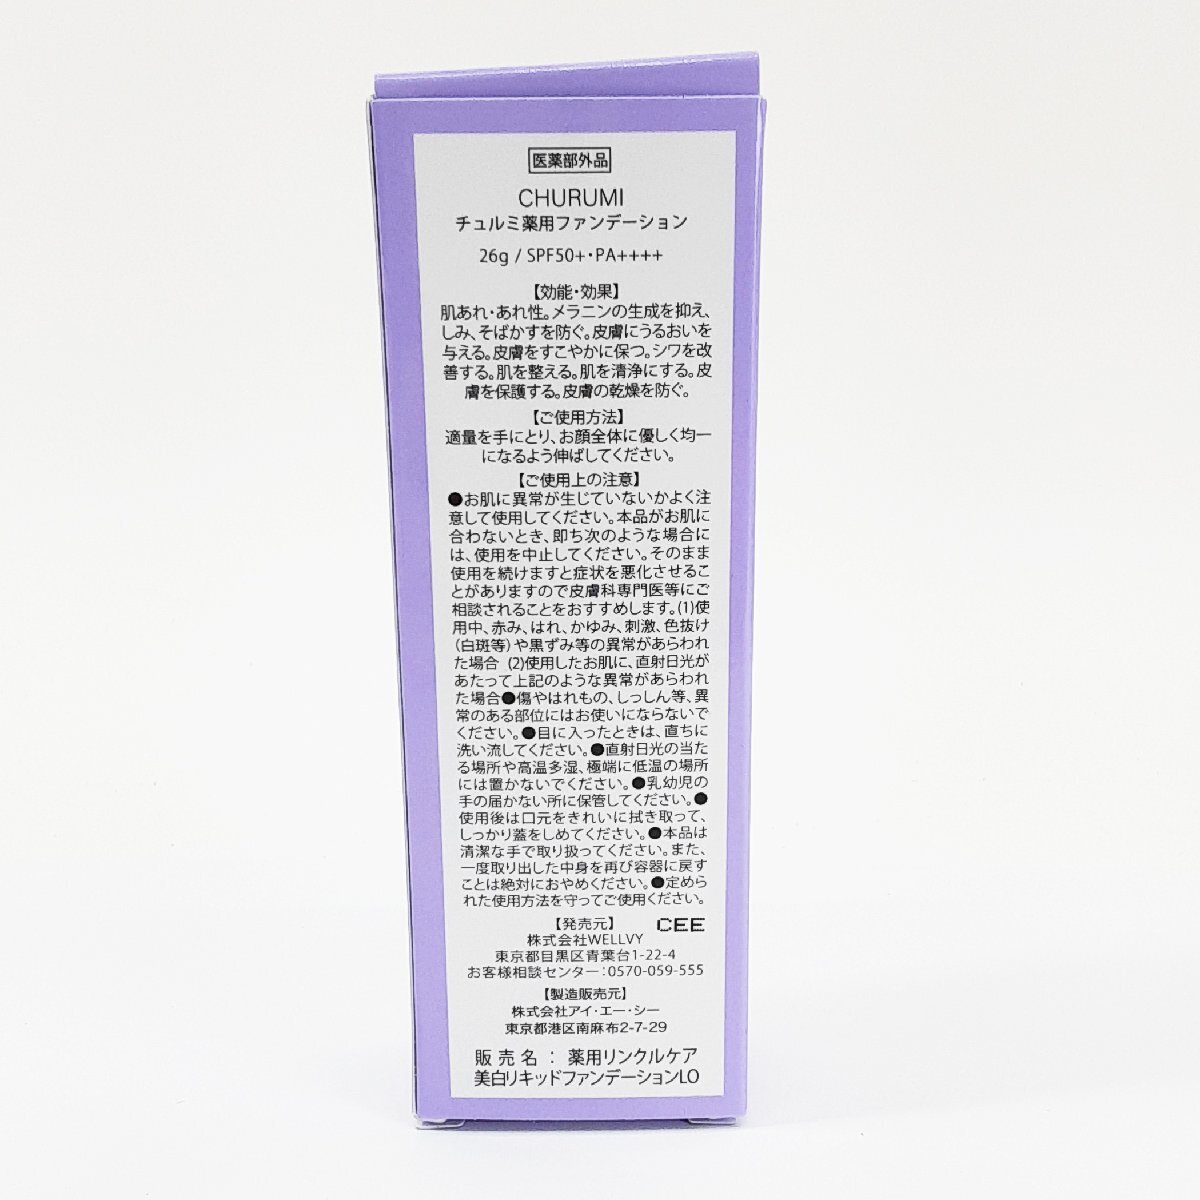 医薬部外品
CHURUMI
チュルミ薬用ファンデーション
26g / SPF50+・PA++++
【効能・効果】
肌あれ・あれ性。メラニンの生成を抑え、
しみ、そばかすを防ぐ。皮膚にうるおいを
与える。皮膚をすこやかに保つ。シワを改
善する。肌を整える。肌を清浄にする。皮
膚を保護する。皮膚の乾燥を防ぐ。
【ご使用方法】
適量を手にとり、お顔全体に優しく均一
になるよう伸ばしてください。
【ご使用上の注意】
●お肌に異常が生じていないかよく注
意して使用してください。本品がお肌に
合わないとき、即ち次のような場合に
は、使用を中止してください。そのまま
使用を続けますと症状を悪化させるこ
とがありますので皮膚科専門医等にご
相談されることをおすすめします。(1)使
用中、赤み、はれ、かゆみ、刺激、色抜け
(白斑等)や黒ずみ等の異常があらわれ
た場合 (2)使用したお肌に、直射日光が
あたって上記のような異常があらわれ
た場合●傷やはれもの、しっしん等、異
常のある部位にはお使いにならないで
ください。●目に入ったときは、直ちに
洗い流してください。●直射日光の当た
る場所や高温多湿、極端に低温の場所
には置かないでください。●乳幼児の
手の届かない所に保管してください。●
使用後は口元をきれいに拭き取って、
しっかり蓋をしめてください。●本品は
清潔な手で取り扱ってください。また、
一度取り出した中身を再び容器に戻す
ことは絶対におやめください。●定めら
れた使用方法を守ってご使用ください。
【発売元】 CEE
株式会社WELLVY
東京都目黒区青葉台1-22-4
お客様相談センター:0570-059-555
【製造販売元】
株式会社アイ・エー・シー
東京都港区南麻布2-7-29
販売名：薬用リンクルケア
美白リキッドファンデーションLO